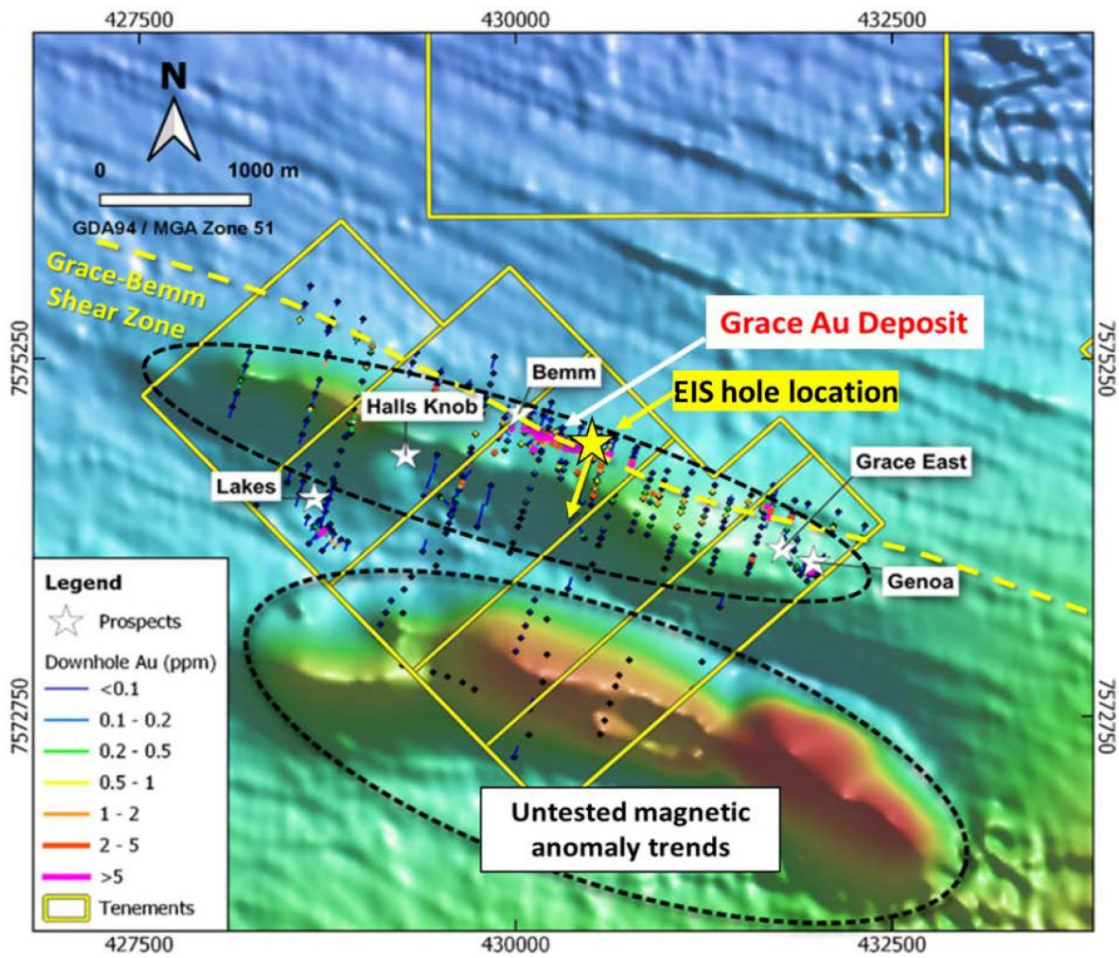 427500 430000 432500
N
0 1000 m
GDA94 / MGA Zone 51
Grace-Bemm
Shear Zone
7575250
7575250
Grace Au Deposit
Bemm
EIS hole location
Halls Knob
Grace East
Lakes
Genoa
Legend
Prospects
Downhole Au (ppm)
<0.1
0.1 - 0.2
0.2 - 0.5
0.5 - 1
1 - 2
2 - 5
>5
Tenements
7572750
7572750
Untested magnetic
anomaly trends
427500 430000 432500